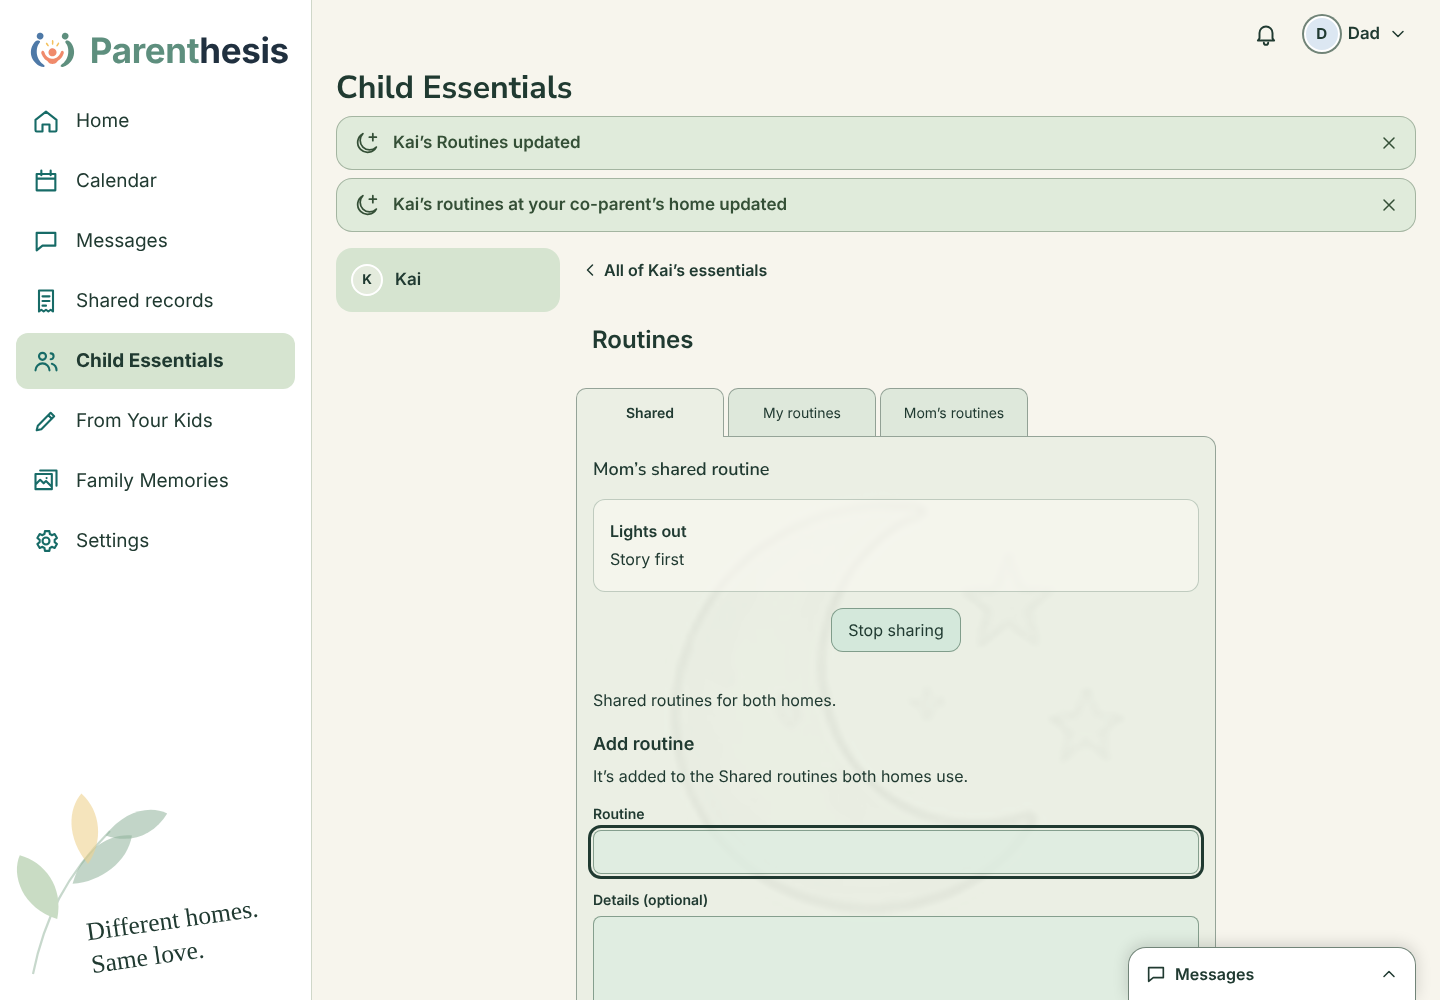 Parenthesis
Home
Calendar
Messages
Shared records
Child Essentials
From Your Kids
Family Memories
Settings
Different homes.
Same love.
D Dad
Child Essentials
Kai’s Routines updated
Kai’s routines at your co-parent’s home updated
K Kai
All of Kai’s essentials
Routines
Shared
My routines
Mom’s routines
Mom’s shared routine
Lights out
Story first
Stop sharing
Shared routines for both homes.
Add routine
It’s added to the Shared routines both homes use.
Routine
Details (optional)
Messages